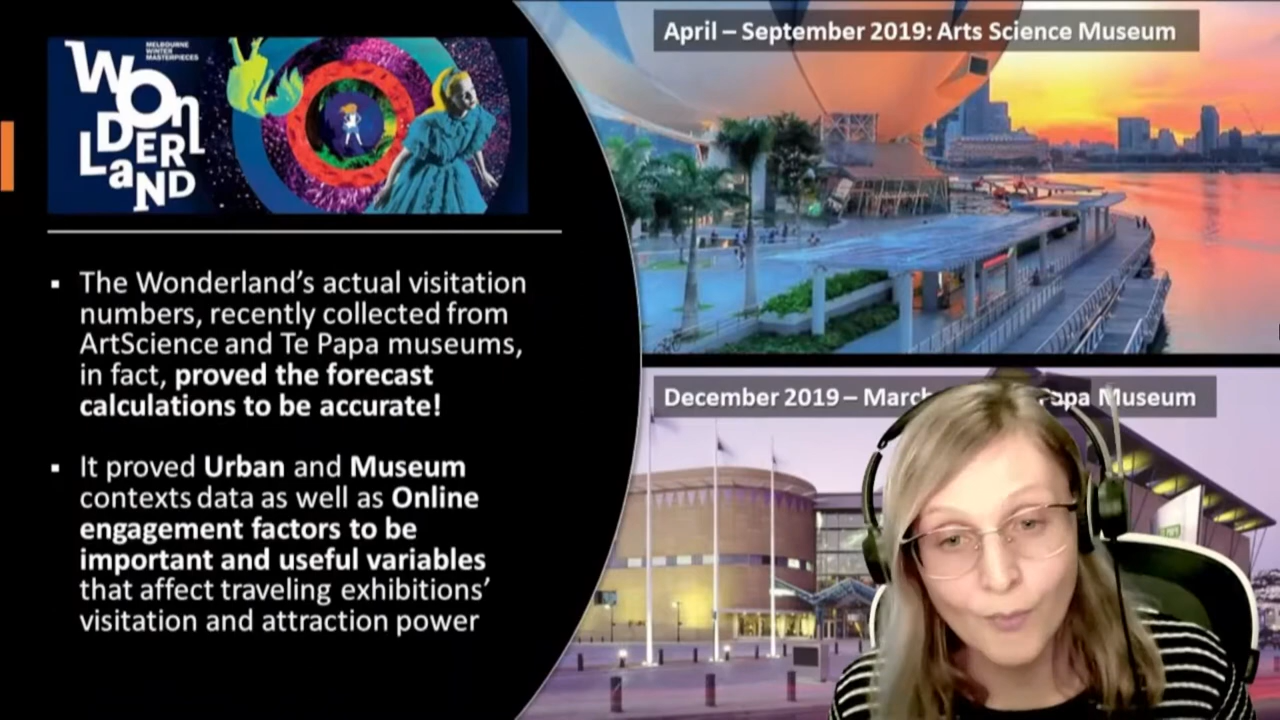 WONDERLaND
MELBOURNE
WINTER
MASTERPIECES
The Wonderland’s actual visitation
numbers, recently collected from
ArtScience and Te Papa museums,
in fact, proved the forecast
calculations to be accurate!
It proved Urban and Museum
contexts data as well as Online
engagement factors to be
important and useful variables
that affect traveling exhibitions’
visitation and attraction power
April – September 2019: Arts Science Museum
December 2019 – March apa Museum